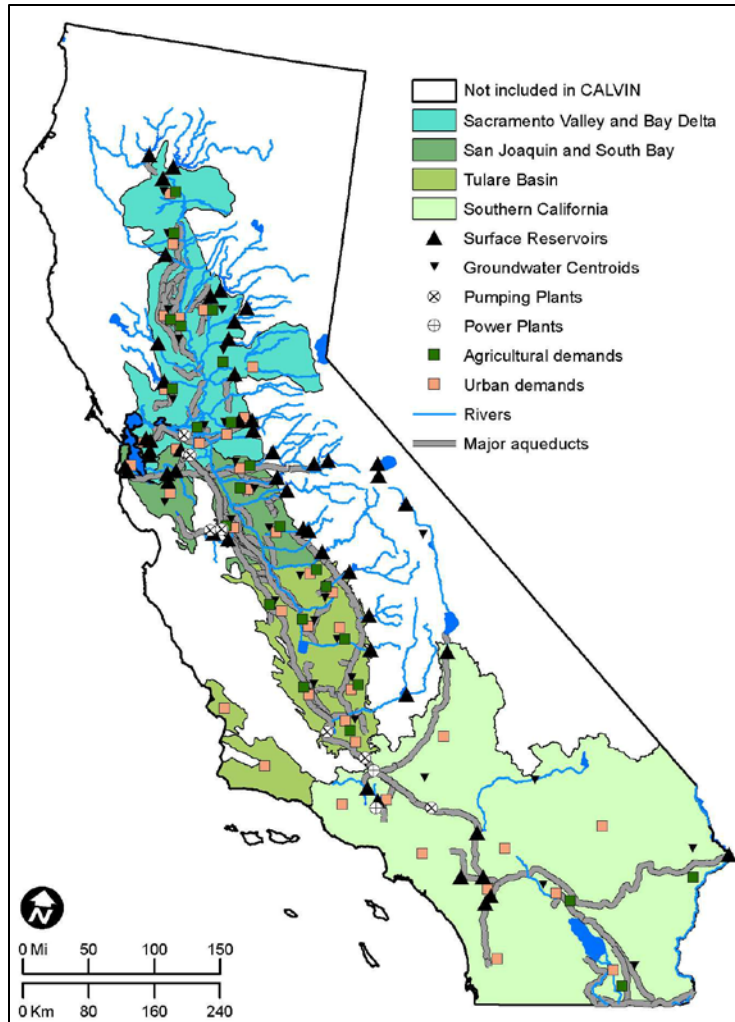 Not included in CALVIN
Sacramento Valley and Bay Delta
San Joaquin and South Bay
Tulare Basin
Southern California
Surface Reservoirs
Groundwater Centroids
Pumping Plants
Power Plants
Agricultural demands
Urban demands
Rivers
Major aqueducts
N
0 Mi 50 100 150
0 Km 80 160 240